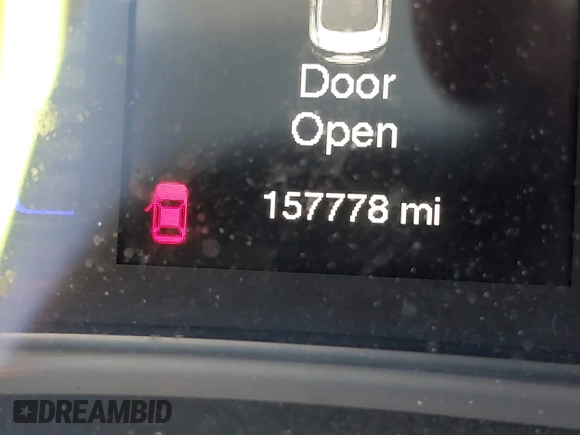 Door
Open
157778 mi
DREAMBID